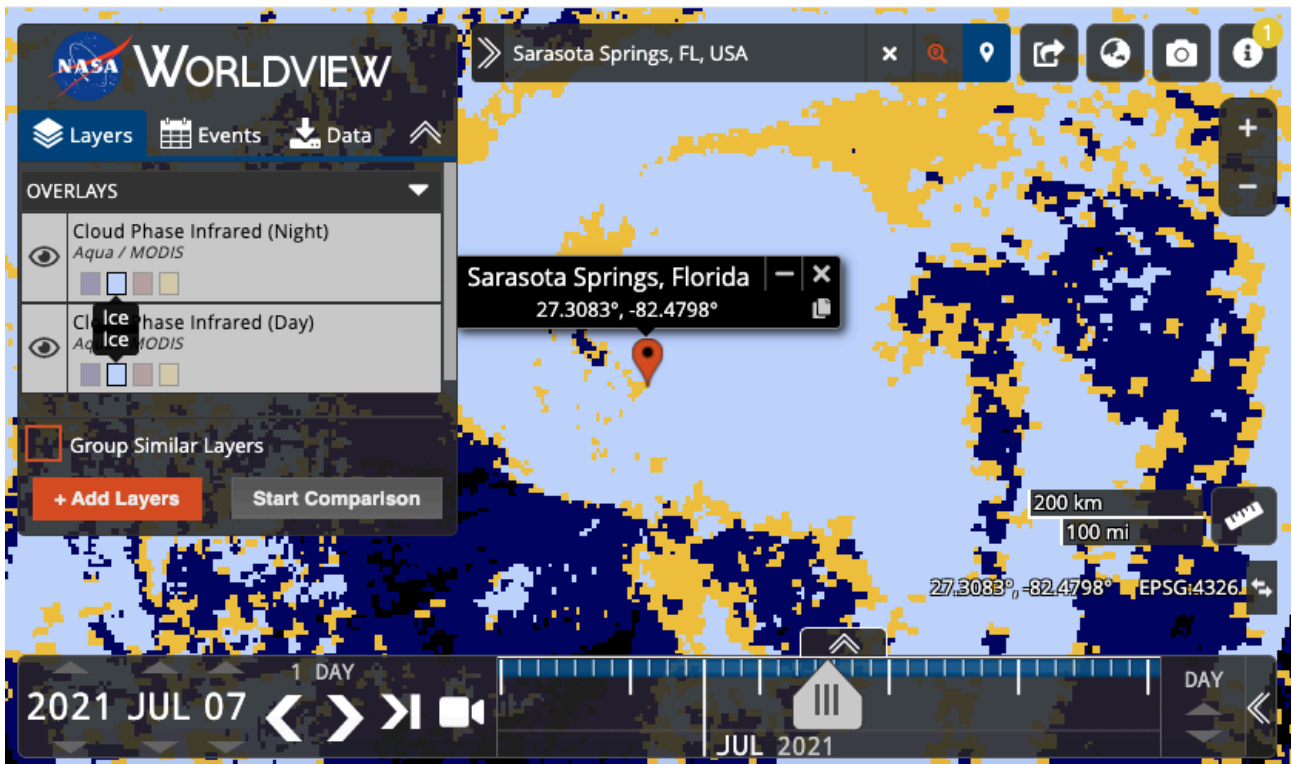 NASA WORLDVIEW
Sarasota Springs, FL, USA
1
Layers Events Data
OVERLAYS
Cloud Phase Infrared (Night)
Aqua / MODIS
Ice
Phase Infrared (Day)
Ice
MODIS
Sarasota Springs, Florida
27.3083°, -82.4798°
Group Similar Layers
+ Add Layers Start Comparison
200 km
100 mi
27.3083°, -82.4798° EPSG:4326
2021 JUL 07
1 DAY
JUL 2021
DAY